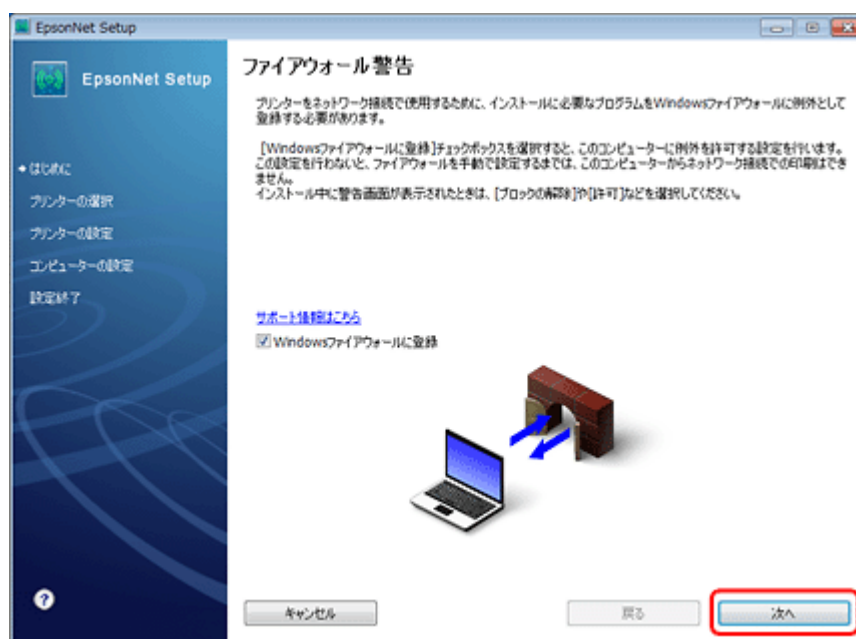 EpsonNet Setup
EpsonNet Setup
はじめに
プリンターの選択
プリンターの設定
コンピューターの設定
設定終了
ファイアウォール警告
プリンターをネットワーク接続で使用するために、インストールに必要なプログラムをWindowsファイアウォールに例外として
登録する必要があります。
[Windowsファイアウォールに登録]チェックボックスを選択すると、このコンピューターに例外を許可する設定を行います。
この設定を行わないと、ファイアウォールを手動で設定するまでは、このコンピューターからネットワーク接続での印刷はでき
ません。
インストール中に警告画面が表示されたときは、[ブロックの解除]や[許可]などを選択してください。
サポート情報はこちら
Windowsファイアウォールに登録
?
キャンセル
戻る
次へ